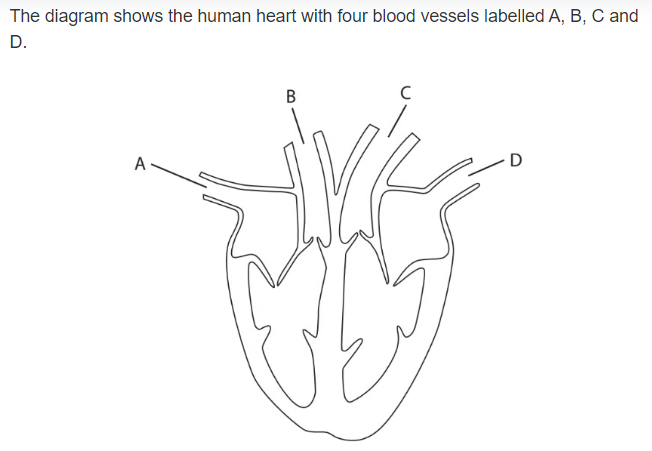 The diagram shows the human heart with four blood vessels labelled A, B, C and
D.
B
C
A
D